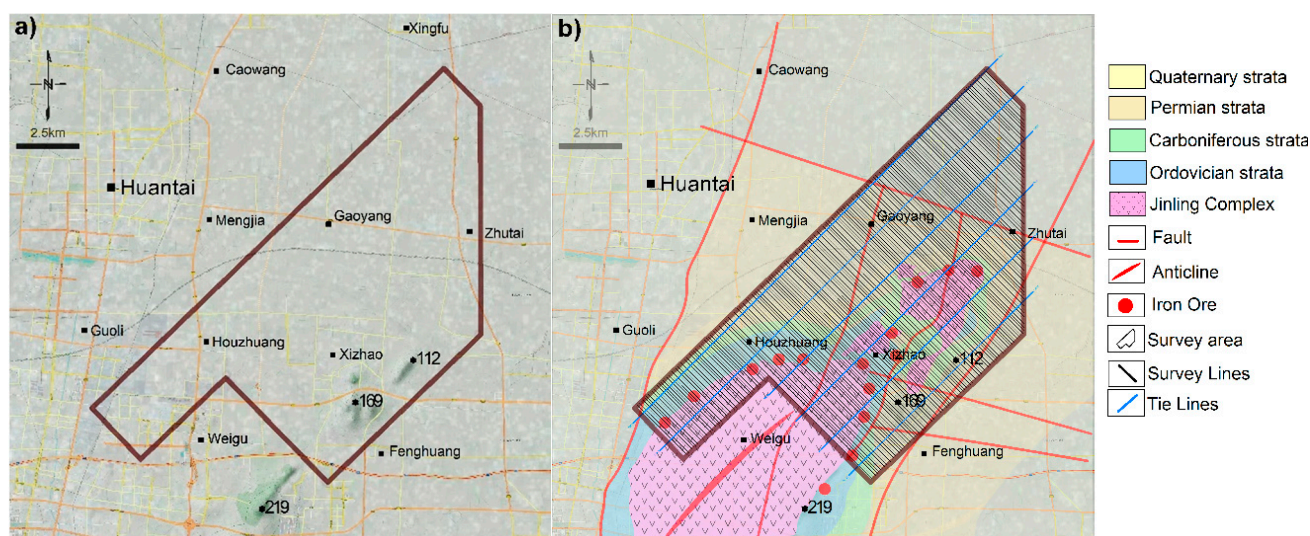 a)
Xingfu
Caowang
N
2.5km
Huantai
Mengjia
Gaoyang
Zhutai
Guoli
Houzhuang
Xizhao
112
169
Weigu
Fenghuang
219
b)
Caowang
N
2.5km
Huantai
Mengjia
Gaoyang
Zhutai
Guoli
Houzhuang
Xizhao
112
169
Weigu
Fenghuang
219
Quaternary strata
Permian strata
Carboniferous strata
Ordovician strata
Jinling Complex
Fault
Anticline
Iron Ore
Survey area
Survey Lines
Tie Lines